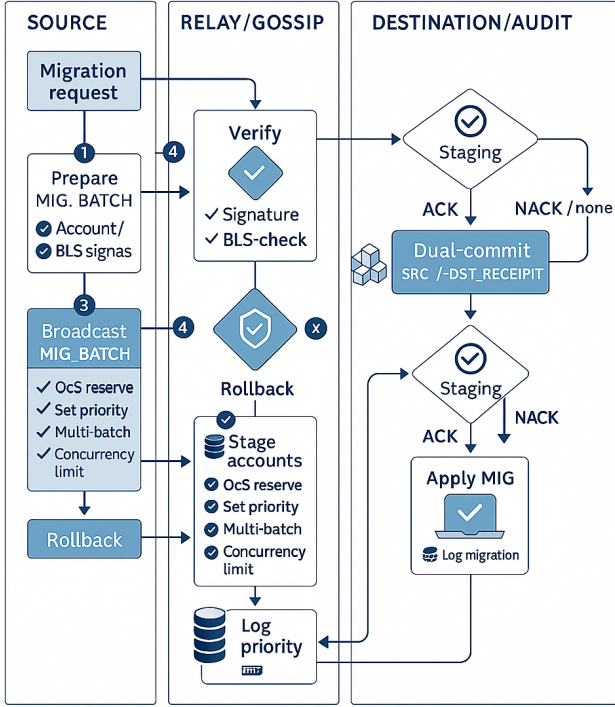 SOURCE
Migration
request
1
Prepare
MIG. BATCH
Account/
BLS signas
3
Broadcast
MIG_BATCH
OcS reserve
Set priority
Multi-batch
Concurrency
limit
Rollback
RELAY/GOSSIP
4
Verify
Signature
BLS-check
4
x
Rollback
Stage
accounts
OcS reserve
Set priority
Multi-batch
Concurrency
limit
Log
priority
DESTINATION/AUDIT
Staging
ACK
NACK/none
Dual-commit
SRC /-DST_RECEIPIT
Staging
ACK
NACK
Apply MIG
Log migration